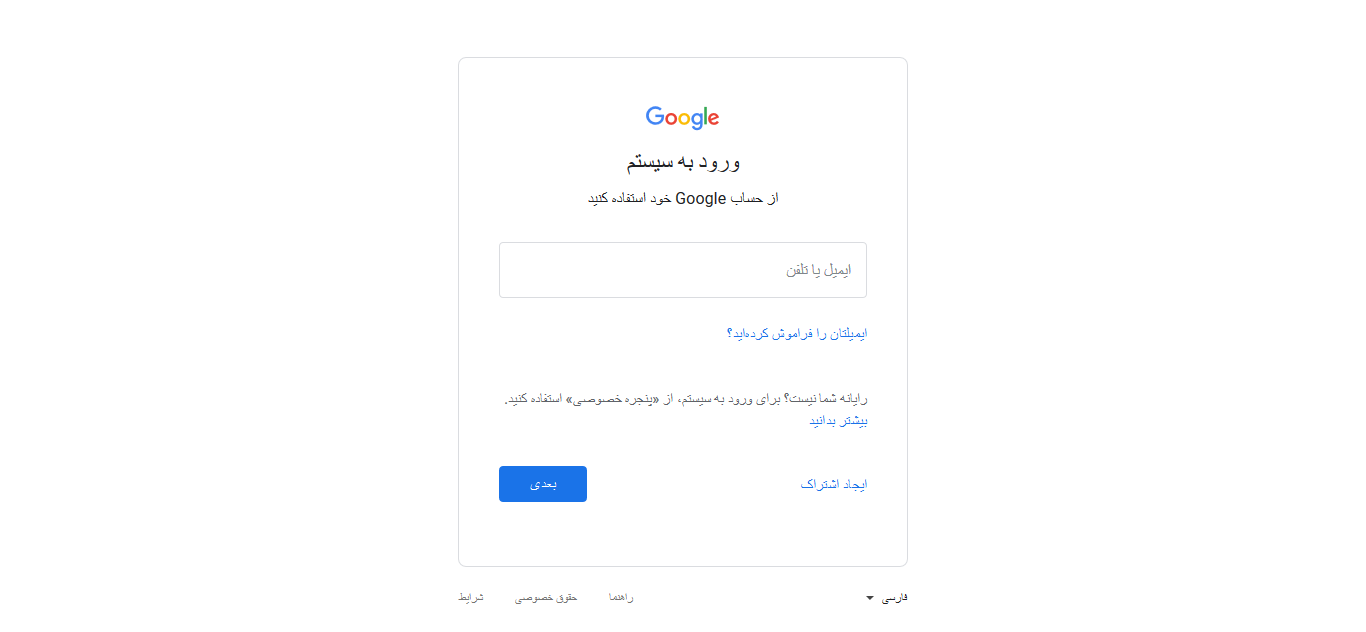 Google
ورود به سیستم
از حساب Google خود استفاده کنید
ایمیل یا تلفن
ایمیلتان را فراموش کرده‌اید؟
رایانه شما نیست؟ برای ورود به سیستم، از «پنجره خصوصی» استفاده کنید.
بیشتر بدانید
ایجاد اشتراک
بعدی
فارسی
راهنما
حقوق خصوصی
شرایط